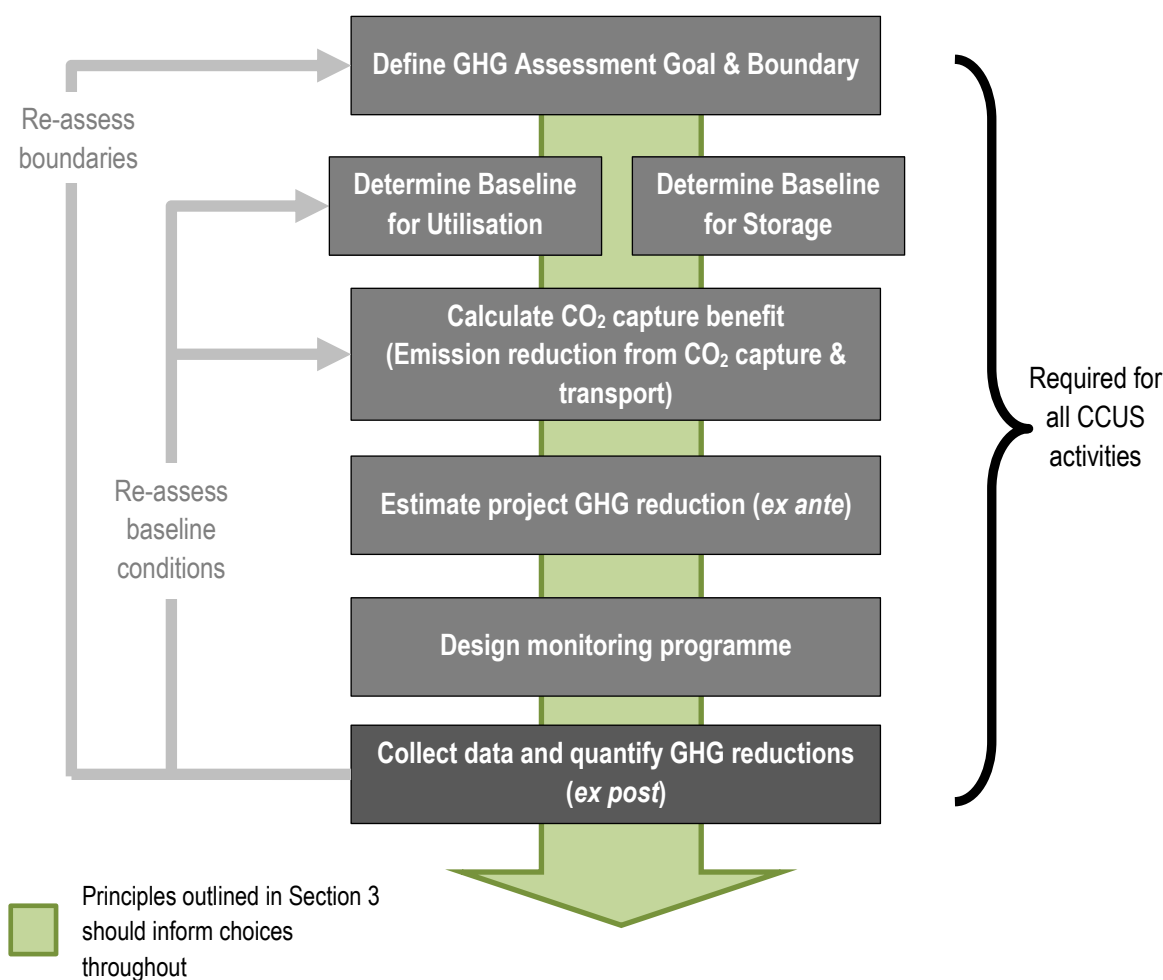 Define GHG Assessment Goal & Boundary
Re-assess
boundaries
Determine Baseline
for Utilisation
Determine Baseline
for Storage
Calculate CO₂ capture benefit
(Emission reduction from CO₂ capture &
transport)
Required for
all CCUS
activities
Re-assess
baseline
conditions
Estimate project GHG reduction (ex ante)
Design monitoring programme
Collect data and quantify GHG reductions
(ex post)
Principles outlined in Section 3
should inform choices
throughout